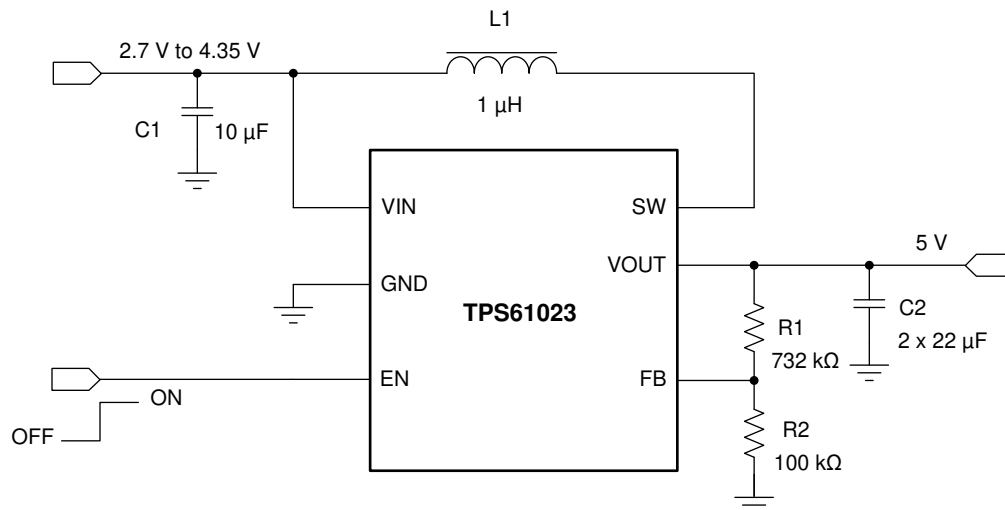 L1
2.7 V to 4.35 V
1 µH
C1
10 µF
VIN
SW
5 V
VOUT
GND
TPS61023
C2
R1
2 x 22 µF
732 kΩ
EN
FB
ON
OFF
R2
100 kΩ